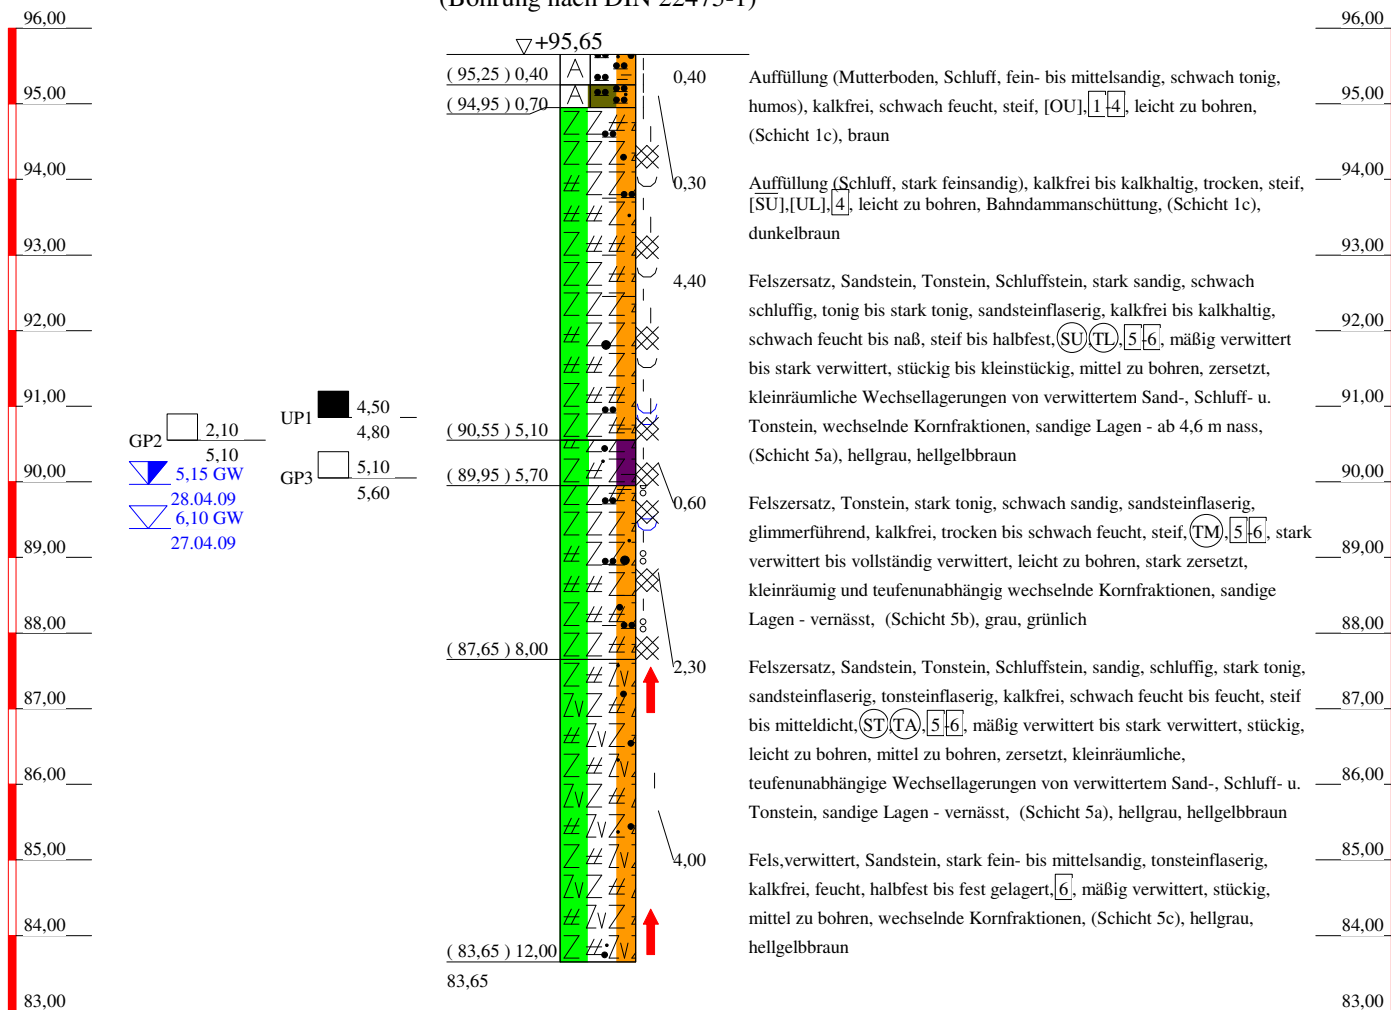 (Bohrung nach DIN 22475-1)
96,00
96,00
+95,65
( 95,25 ) 0,40
A
0,40
Auffüllung (Mutterboden, Schluff, fein- bis mittelsandig, schwach tonig,
humos), kalkfrei, schwach feucht, steif, [OU], 1-4, leicht zu bohren,
(Schicht 1c), braun
95,00
95,00
( 94,95 ) 0,70
A
94,00
94,00
0,30
Auffüllung (Schluff, stark feinsandig), kalkfrei bis kalkhaltig, trocken, steif,
[SU],[UL], 4, leicht zu bohren, Bahndammanschüttung, (Schicht 1c),
dunkelbraun
93,00
93,00
4,40
Felszersatz, Sandstein, Tonstein, Schluffstein, stark sandig, schwach
schluffig, tonig bis stark tonig, sandsteinflaserig, kalkfrei bis kalkhaltig,
schwach feucht bis naß, steif bis halbfest, SU, TL, 5-6, mäßig verwittert
bis stark verwittert, stückig bis kleinstückig, mittel zu bohren, zersetzt,
kleinräumliche Wechsellagerungen von verwittertem Sand-, Schluff- u.
Tonstein, wechselnde Kornfraktionen, sandige Lagen - ab 4,6 m nass,
(Schicht 5a), hellgrau, hellgelbbraun
92,00
92,00
91,00
91,00
UP1
4,50
4,80
GP2
2,10
5,10
( 90,55 ) 5,10
5,15 GW
28.04.09
GP3
5,10
5,60
( 89,95 ) 5,70
90,00
90,00
6,10 GW
27.04.09
0,60
Felszersatz, Tonstein, stark tonig, schwach sandig, sandsteinflaserig,
glimmerführend, kalkfrei, trocken bis schwach feucht, steif, TM, 5-6, stark
verwittert bis vollständig verwittert, leicht zu bohren, stark zersetzt,
kleinräumig und teufenunabhängig wechselnde Kornfraktionen, sandige
Lagen - vernässt, (Schicht 5b), grau, grünlich
89,00
89,00
88,00
88,00
( 87,65 ) 8,00
2,30
Felszersatz, Sandstein, Tonstein, Schluffstein, sandig, schluffig, stark tonig,
sandsteinflaserig, tonsteinflaserig, kalkfrei, schwach feucht bis feucht, steif
bis mitteldicht, ST, TA, 5-6, mäßig verwittert bis stark verwittert, stückig,
leicht zu bohren, mittel zu bohren, zersetzt, kleinräumliche,
teufenunabhängige Wechsellagerungen von verwittertem Sand-, Schluff- u.
Tonstein, sandige Lagen - vernässt, (Schicht 5a), hellgrau, hellgelbbraun
87,00
87,00
86,00
86,00
85,00
85,00
4,00
Fels,verwittert, Sandstein, stark fein- bis mittelsandig, tonsteinflaserig,
kalkfrei, feucht, halbfest bis fest gelagert, 6, mäßig verwittert, stückig,
mittel zu bohren, wechselnde Kornfraktionen, (Schicht 5c), hellgrau,
hellgelbbraun
84,00
84,00
( 83,65 ) 12,00
83,65
83,00
83,00